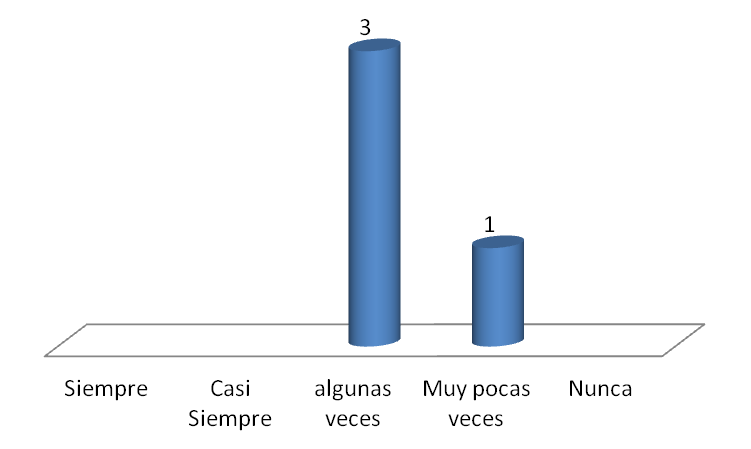 3
1
Siempre
Casi
Siempre
algunas
veces
Muy pocas
veces
Nunca